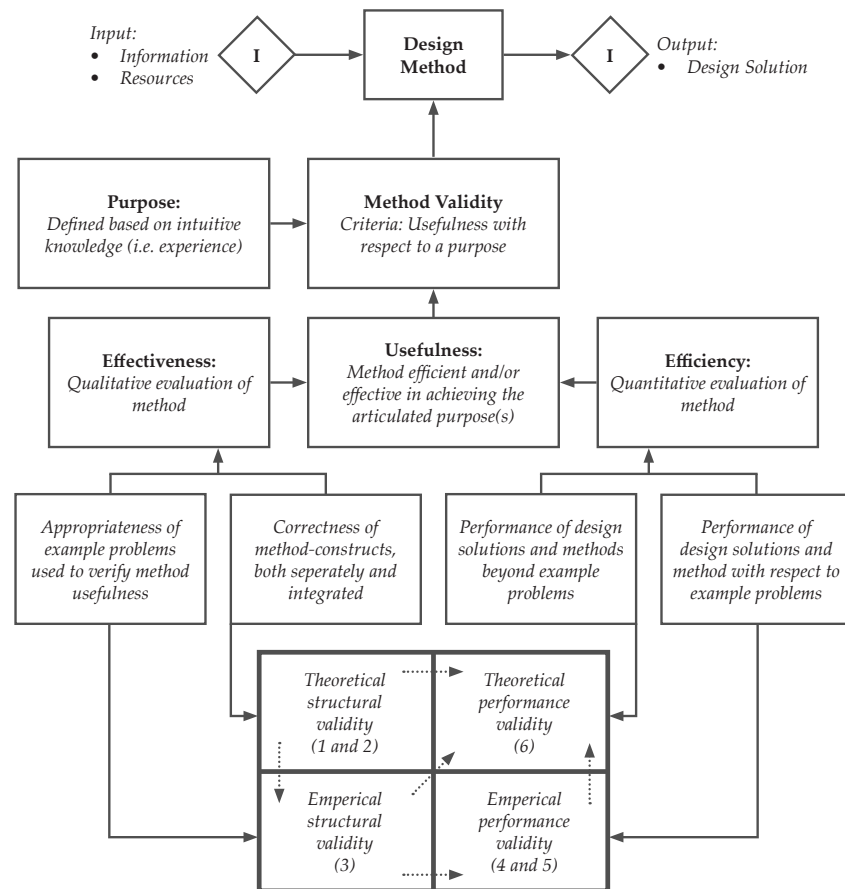 Input:
• Information
• Resources
I
Design
Method
I
Output:
• Design Solution
Purpose:
Defined based on intuitive
knowledge (i.e. experience)
Method Validity
Criteria: Usefulness with
respect to a purpose
Effectiveness:
Qualitative evaluation of
method
Usefulness:
Method efficient and/or
effective in achieving the
articulated purpose(s)
Efficiency:
Quantitative evaluation of
method
Appropriateness of
example problems
used to verify method
usefulness
Correctness of
method-constructs,
both seperately and
integrated
Performance of design
solutions and methods
beyond example
problems
Performance of
design solutions and
method with respect to
example problems
Theoretical
structural
validity
(1 and 2)
Theoretical
performance
validity
(6)
Emperical
structural
validity
(3)
Emperical
performance
validity
(4 and 5)